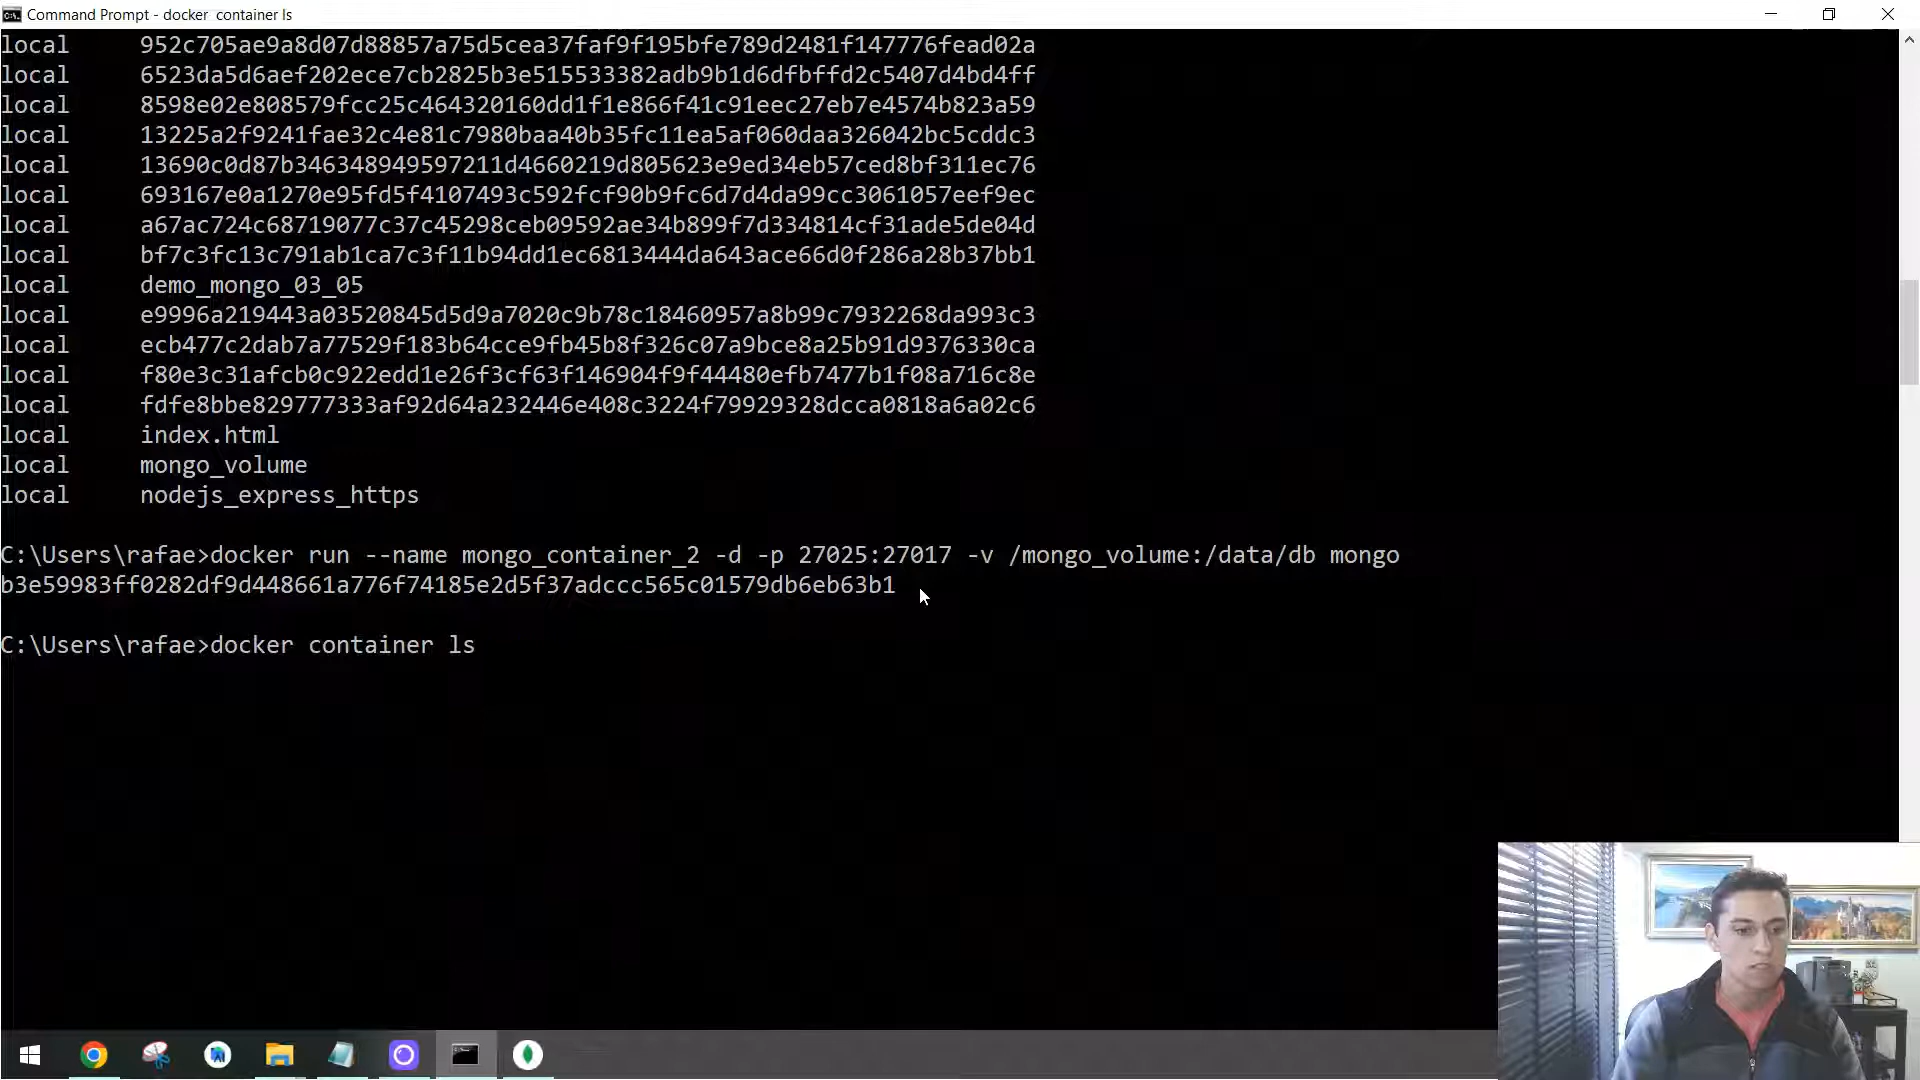 Command Prompt - docker  container ls
local 952c705ae9a8d07d88857a75d5cea37faf9f195bfe789d2481f147776fead02a
local 6523da5d6aef202ece7cb2825b3e515533382adb9b1d6dfbffd2c5407d4bd4ff
local 8598e02e808579fcc25c464320160dd1f1e866f41c91eec27eb7e4574b823a59
local 13225a2f9241fae32c4e81c7980baa40b35fc11ea5af060daa326042bc5cddc3
local 13690c0d87b346348949597211d4660219d805623e9ed34eb57ced8bf311ec76
local 693167e0a1270e95fd5f4107493c592fcf90b9fc6d7d4da99cc3061057eef9ec
local a67ac724c68719077c37c45298ceb09592ae34b899f7d334814cf31ade5de04d
local bf7c3fc13c791ab1ca7c3f11b94dd1ec6813444da643ace66d0f286a28b37bb1
local demo_mongo_03_05
local e9996a219443a03520845d5d9a7020c9b78c18460957a8b99c7932268da993c3
local ecb477c2dab7a77529f183b64cce9fb45b8f326c07a9bce8a25b91d9376330ca
local f80e3c31afcb0c922edd1e26f3cf63f146904f9f44480efb7477b1f08a716c8e
local fdfe8bbe829777333af92d64a232446e408c3224f79929328dcca0818a6a02c6
local index.html
local mongo_volume
local nodejs_express_https
C:\Users\rafae>docker run --name mongo_container_2 -d -p 27025:27017 -v /mongo_volume:/data/db mongo
b3e59983ff0282df9d448661a776f74185e2d5f37adccc565c01579db6eb63b1
C:\Users\rafae>docker container ls